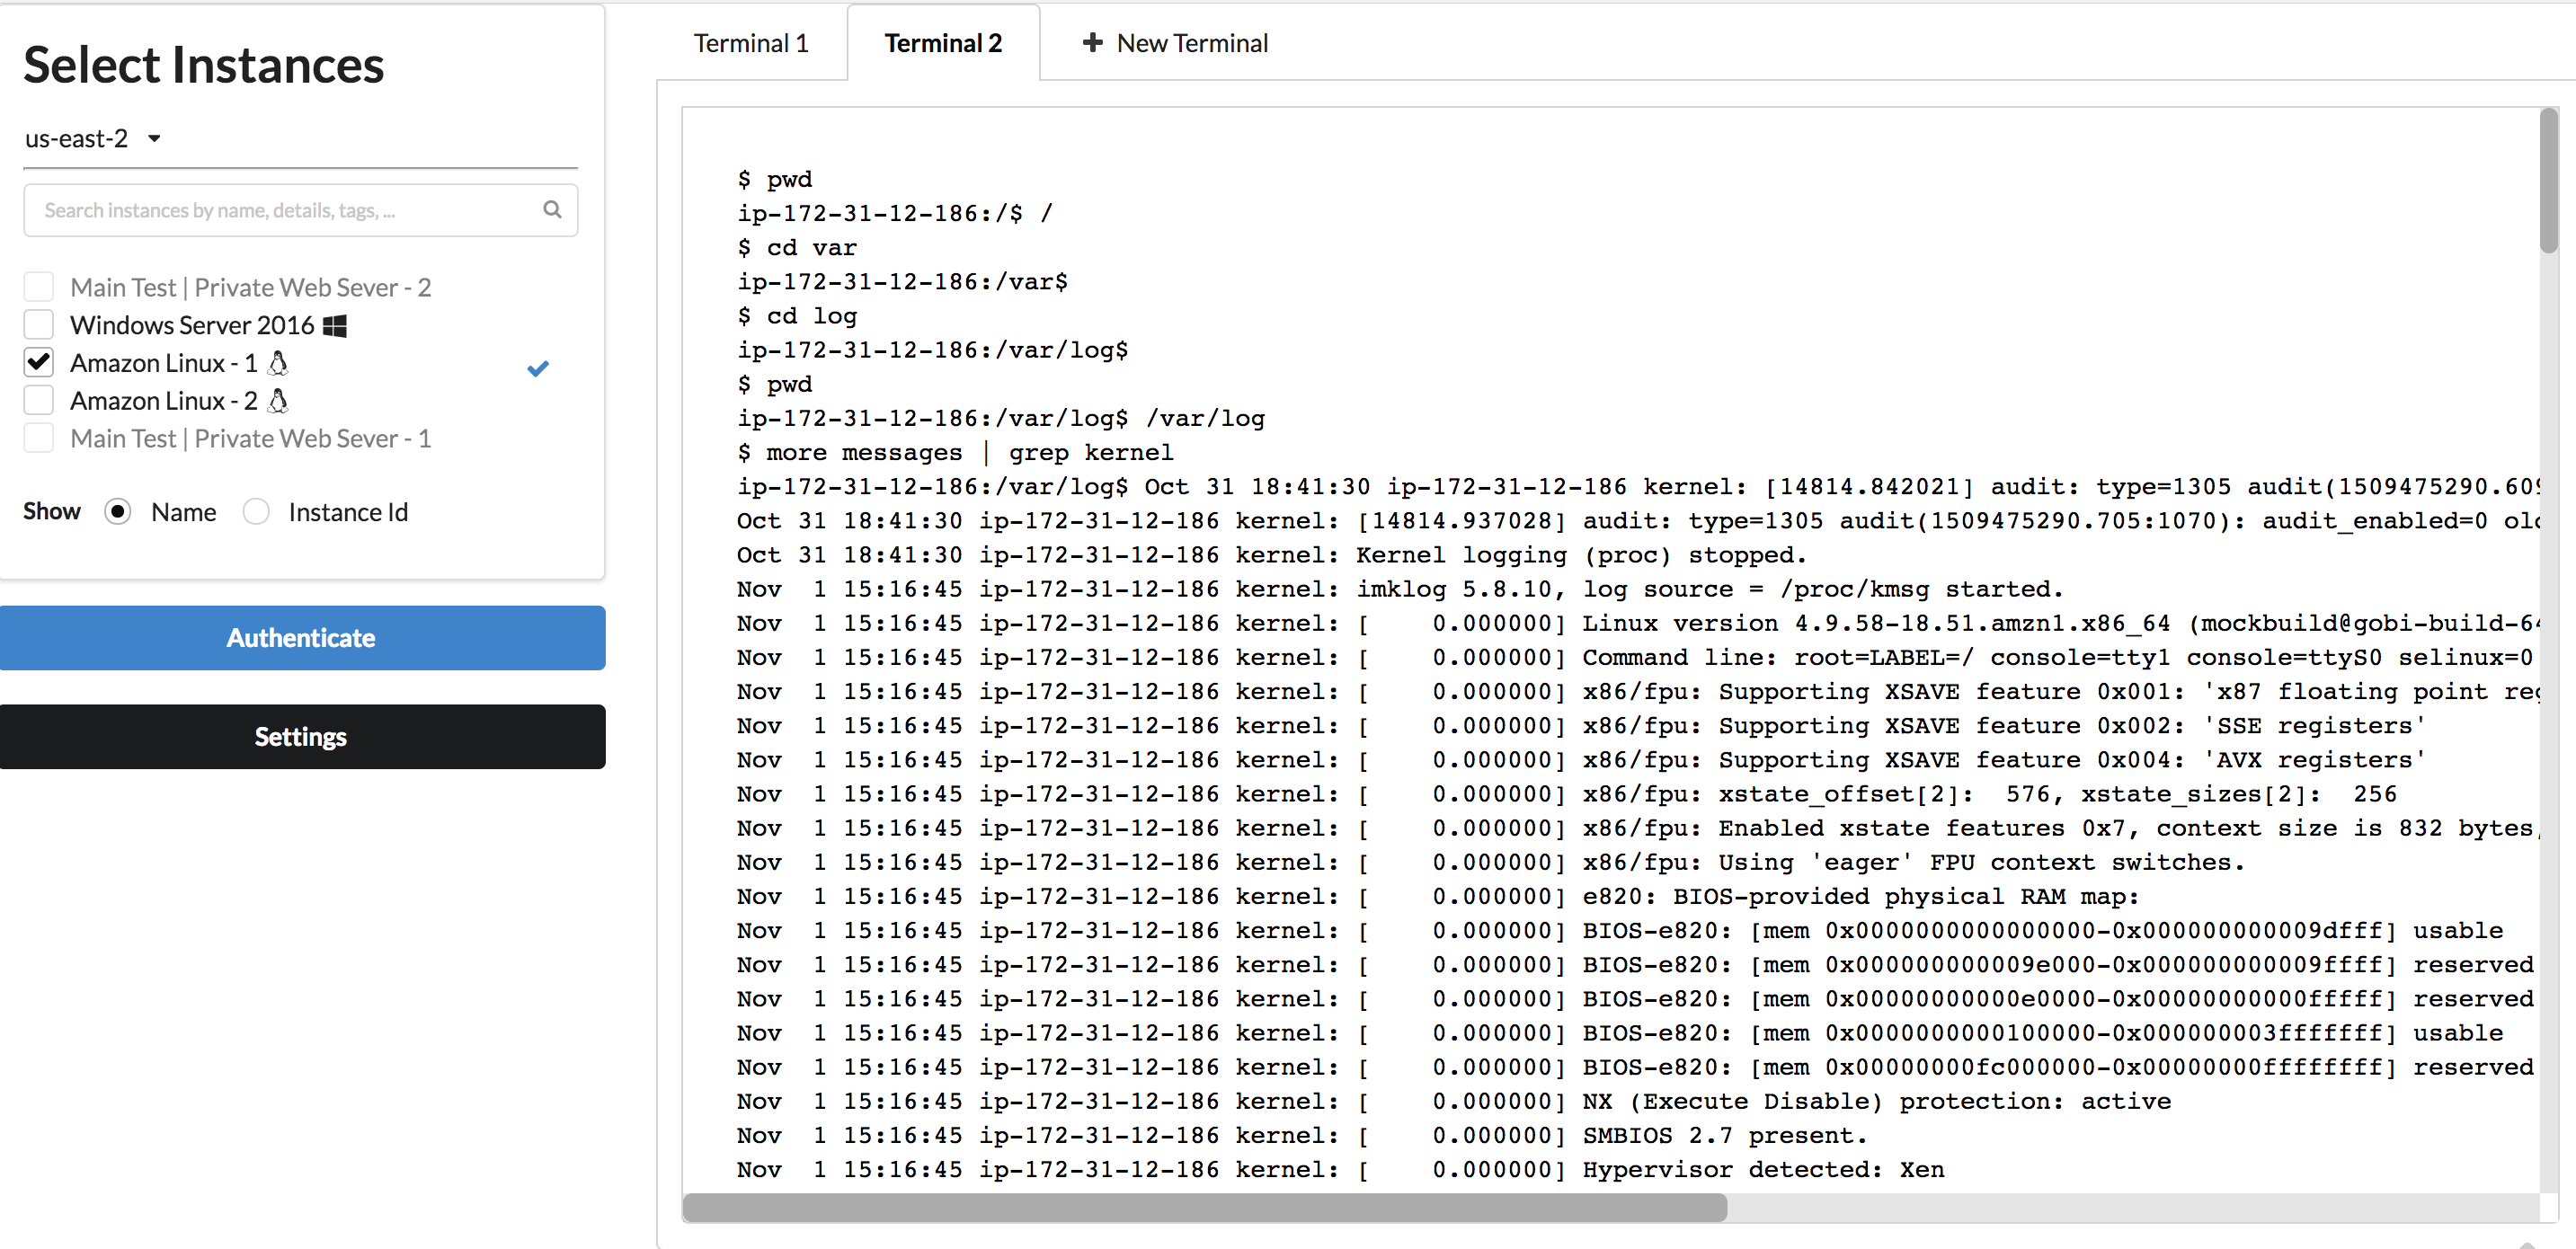 Select Instances
us-east-2
Search instances by name, details, tags, ...
Main Test | Private Web Sever - 2
Windows Server 2016
Amazon Linux - 1
Amazon Linux - 2
Main Test | Private Web Sever - 1
Show Name Instance Id
Authenticate
Settings
Terminal 1 Terminal 2 + New Terminal
$ pwd
ip-172-31-12-186:/$ /
$ cd var
ip-172-31-12-186:/var$
$ cd log
ip-172-31-12-186:/var/log$
$ pwd
ip-172-31-12-186:/var/log$ /var/log
$ more messages | grep kernel
ip-172-31-12-186:/var/log$ Oct 31 18:41:30 ip-172-31-12-186 kernel: [14814.842021] audit: type=1305 audit(1509475290.609
Oct 31 18:41:30 ip-172-31-12-186 kernel: [14814.937028] audit: type=1305 audit(1509475290.705:1070): audit_enabled=0 old
Oct 31 18:41:30 ip-172-31-12-186 kernel: Kernel logging (proc) stopped.
Nov  1 15:16:45 ip-172-31-12-186 kernel: imklog 5.8.10, log source = /proc/kmsg started.
Nov  1 15:16:45 ip-172-31-12-186 kernel: [    0.000000] Linux version 4.9.58-18.51.amzn1.x86_64 (mockbuild@gobi-build-64
Nov  1 15:16:45 ip-172-31-12-186 kernel: [    0.000000] Command line: root=LABEL=/ console=tty1 console=ttyS0 selinux=0
Nov  1 15:16:45 ip-172-31-12-186 kernel: [    0.000000] x86/fpu: Supporting XSAVE feature 0x001: 'x87 floating point reg
Nov  1 15:16:45 ip-172-31-12-186 kernel: [    0.000000] x86/fpu: Supporting XSAVE feature 0x002: 'SSE registers'
Nov  1 15:16:45 ip-172-31-12-186 kernel: [    0.000000] x86/fpu: Supporting XSAVE feature 0x004: 'AVX registers'
Nov  1 15:16:45 ip-172-31-12-186 kernel: [    0.000000] x86/fpu: xstate_offset[2]:  576, xstate_sizes[2]:  256
Nov  1 15:16:45 ip-172-31-12-186 kernel: [    0.000000] x86/fpu: Enabled xstate features 0x7, context size is 832 bytes,
Nov  1 15:16:45 ip-172-31-12-186 kernel: [    0.000000] x86/fpu: Using 'eager' FPU context switches.
Nov  1 15:16:45 ip-172-31-12-186 kernel: [    0.000000] e820: BIOS-provided physical RAM map:
Nov  1 15:16:45 ip-172-31-12-186 kernel: [    0.000000] BIOS-e820: [mem 0x0000000000000000-0x000000000009dfff] usable
Nov  1 15:16:45 ip-172-31-12-186 kernel: [    0.000000] BIOS-e820: [mem 0x000000000009e000-0x000000000009ffff] reserved
Nov  1 15:16:45 ip-172-31-12-186 kernel: [    0.000000] BIOS-e820: [mem 0x00000000000e0000-0x00000000000fffff] reserved
Nov  1 15:16:45 ip-172-31-12-186 kernel: [    0.000000] BIOS-e820: [mem 0x0000000000100000-0x000000003fffffff] usable
Nov  1 15:16:45 ip-172-31-12-186 kernel: [    0.000000] BIOS-e820: [mem 0x00000000fc000000-0x00000000ffffffff] reserved
Nov  1 15:16:45 ip-172-31-12-186 kernel: [    0.000000] NX (Execute Disable) protection: active
Nov  1 15:16:45 ip-172-31-12-186 kernel: [    0.000000] SMBIOS 2.7 present.
Nov  1 15:16:45 ip-172-31-12-186 kernel: [    0.000000] Hypervisor detected: Xen